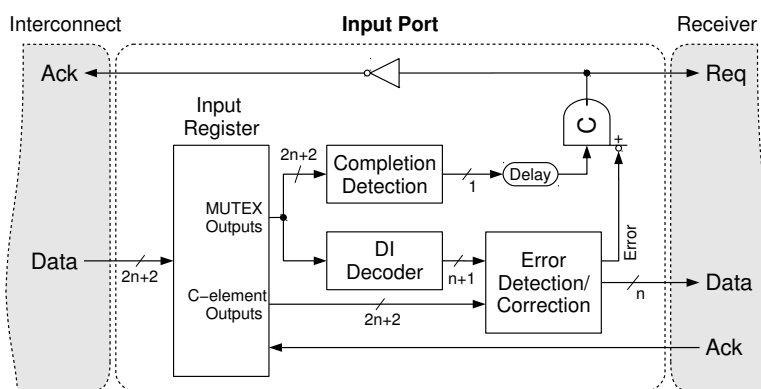 Interconnect
Input Port
Receiver
Ack
Req
Input
Register
2n+2
Completion
Detection
1
Delay
C
+
MUTEX
Outputs
Data
2n+2
DI
Decoder
n+1
Error
Detection/
Correction
Error
n
Data
C-element
Outputs
2n+2
Ack